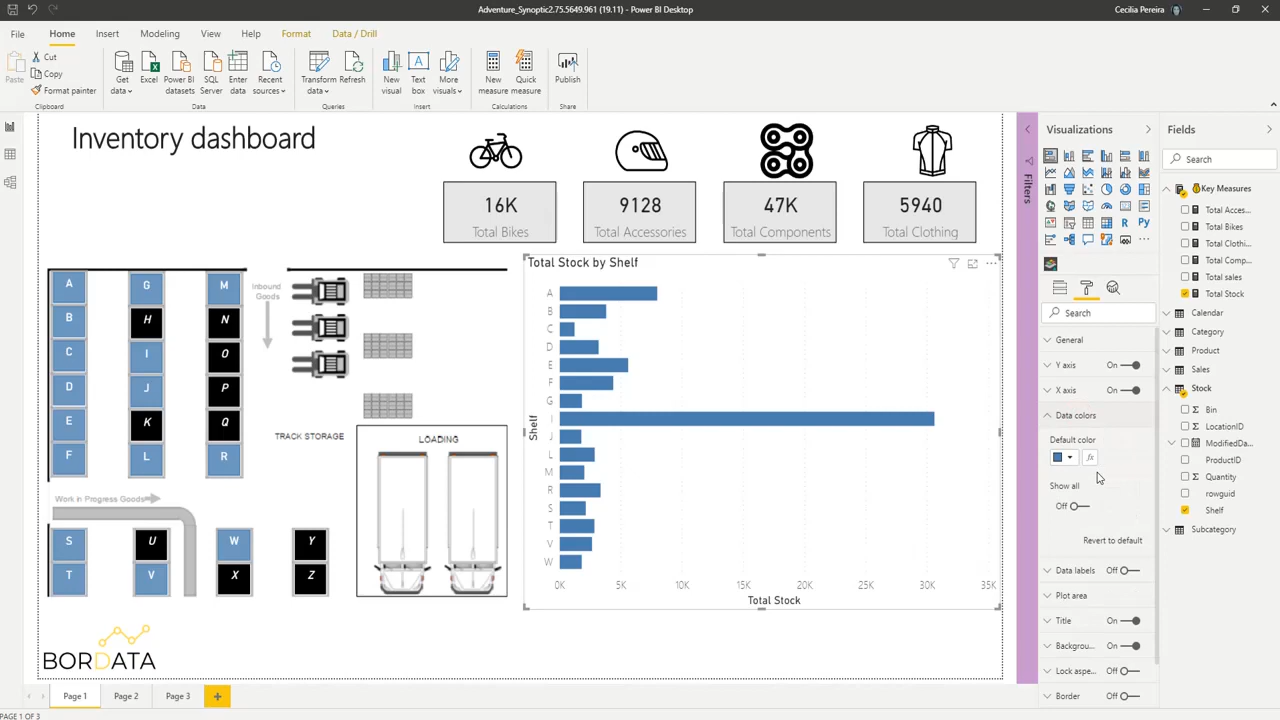 Adventure_Synoptic2.75.5649.961 (19.11) - Power BI Desktop
Cecilia Pereira
File
Home
Insert
Modeling
View
Help
Format
Data / Drill
Paste
Cut
Copy
Format painter
Clipboard
Get data
Excel
Power BI datasets
SQL Server
Enter data
Recent sources
Data
Transform data
Refresh
Queries
New visual
Text box
More visuals
Insert
New measure
Quick measure
Calculations
Publish
Share
Inventory dashboard
16K
Total Bikes
9128
Total Accessories
47K
Total Components
5940
Total Clothing
A G M
B H N
C I O
D J P
E K Q
F L R
Inbound
Goods
TRACK STORAGE
LOADING
Work in Progress Goods
S U W Y
T V X Z
BORDATA
Total Stock by Shelf
Shelf
A
B
C
D
E
F
G
I
J
L
M
R
S
T
V
W
0K 5K 10K 15K 20K 25K 30K 35K
Total Stock
Filters
Visualizations
R Py
Search
General
Y axis On
X axis On
Data colors
Default color
fx
Show all
Off
Revert to default
Data labels Off
Plot area
Title On
Backgrou... On
Lock aspe... Off
Border Off
Fields
Search
Key Measures
Total Acces...
Total Bikes
Total Clothi...
Total Comp...
Total sales
Total Stock
Calendar
Category
Product
Sales
Stock
Σ Bin
Σ LocationID
ModifiedDa...
ProductID
Σ Quantity
rowguid
Shelf
Subcategory
Page 1
Page 2
Page 3
+
PAGE 1 OF 3